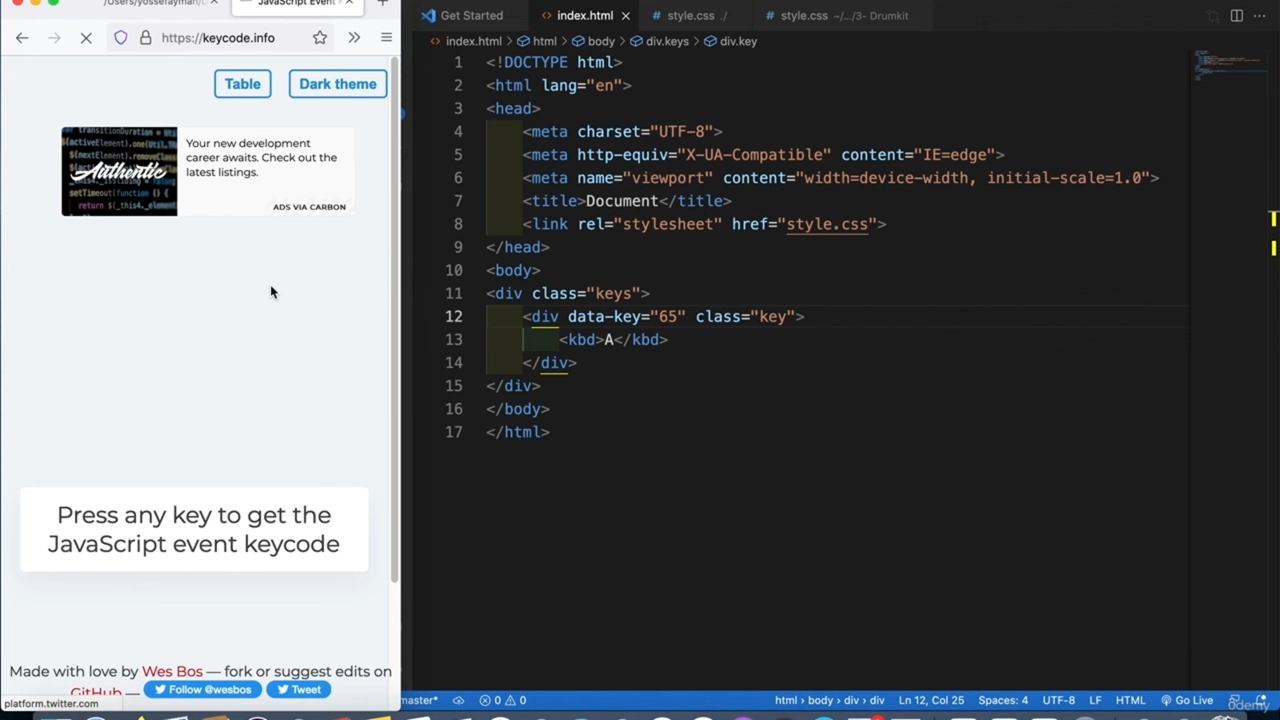 JavaScript Event
https://keycode.info
Table
Dark theme
Authentic
Your new development
career awaits. Check out the
latest listings.
ADS VIA CARBON
Press any key to get the
JavaScript event keycode
Made with love by Wes Bos — fork or suggest edits on
GitHub —
Follow @wesbos
Tweet
platform.twitter.com
Get Started
index.html
style.css ./
style.css ~/.../3- Drumkit
index.html > html > body > div.keys > div.key
1 <!DOCTYPE html>
2 <html lang="en">
3 <head>
4 <meta charset="UTF-8">
5 <meta http-equiv="X-UA-Compatible" content="IE=edge">
6 <meta name="viewport" content="width=device-width, initial-scale=1.0">
7 <title>Document</title>
8 <link rel="stylesheet" href="style.css">
9 </head>
10 <body>
11 <div class="keys">
12 <div data-key="65" class="key">
13 <kbd>A</kbd>
14 </div>
15 </div>
16 </body>
17 </html>
master* 0 0 html > body > div > div Ln 12, Col 25 Spaces: 4 UTF-8 LF HTML Go Live
udemy